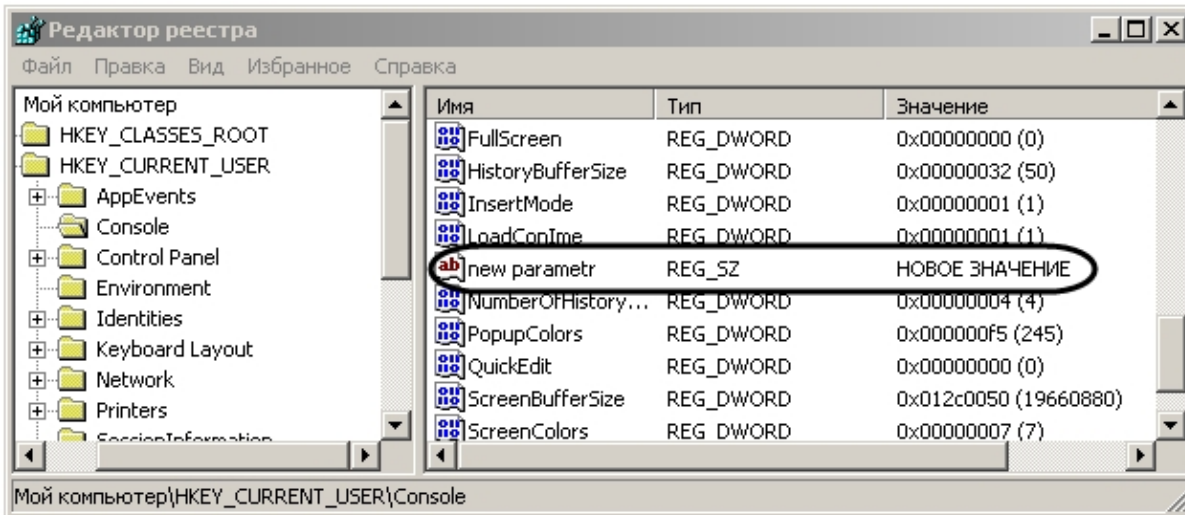 Редактор реестра
Файл Правка Вид Избранное Справка
Мой компьютер
HKEY_CLASSES_ROOT
HKEY_CURRENT_USER
AppEvents
Console
Control Panel
Environment
Identities
Keyboard Layout
Network
Printers
SessionInformation
Имя Тип Значение
FullScreen REG_DWORD 0x00000000 (0)
HistoryBufferSize REG_DWORD 0x00000032 (50)
InsertMode REG_DWORD 0x00000001 (1)
LoadConIme REG_DWORD 0x00000001 (1)
new parametr REG_SZ НОВОЕ ЗНАЧЕНИЕ
NumberOfHistory... REG_DWORD 0x00000004 (4)
PopupColors REG_DWORD 0x000000f5 (245)
QuickEdit REG_DWORD 0x00000000 (0)
ScreenBufferSize REG_DWORD 0x012c0050 (19660880)
ScreenColors REG_DWORD 0x00000007 (7)
Мой компьютер\HKEY_CURRENT_USER\Console